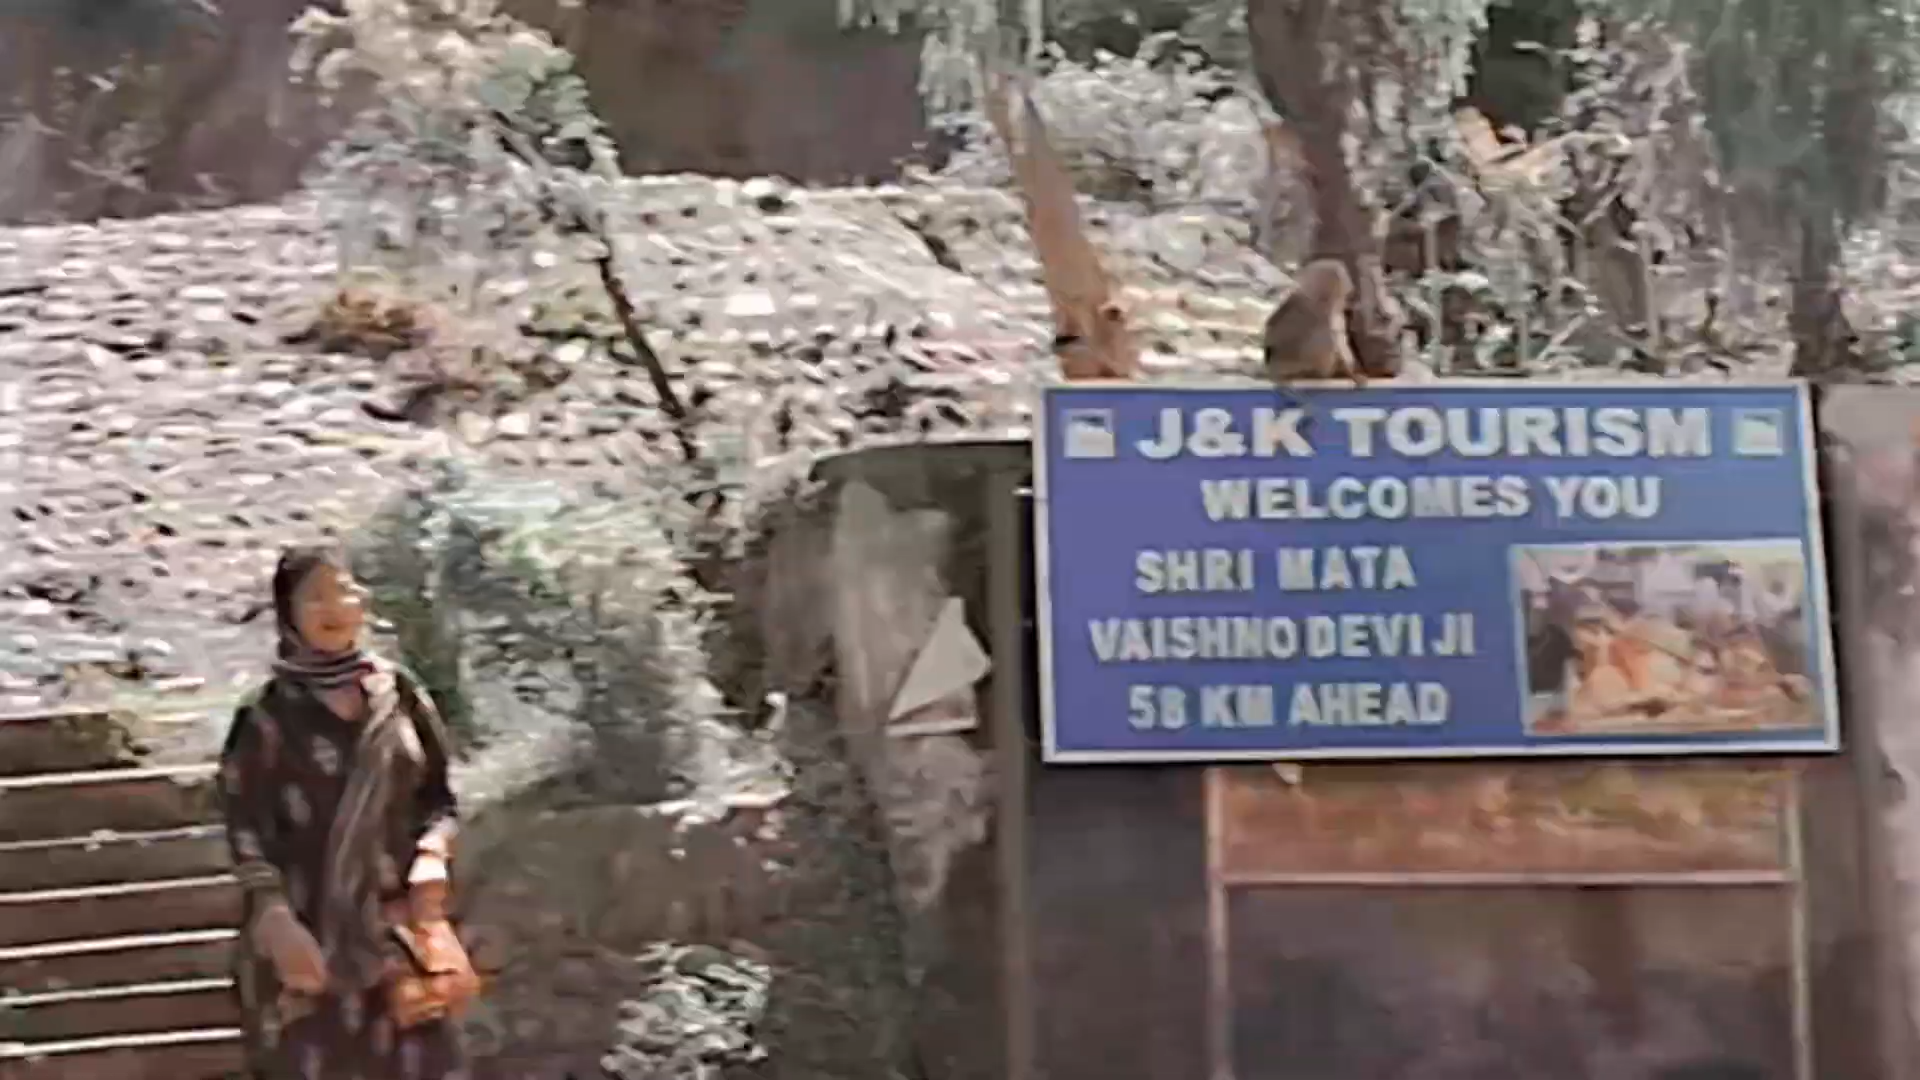 J&K TOURISM
WELCOMES YOU
SHRI MATA
VAISHNO DEVI JI
58 KM AHEAD